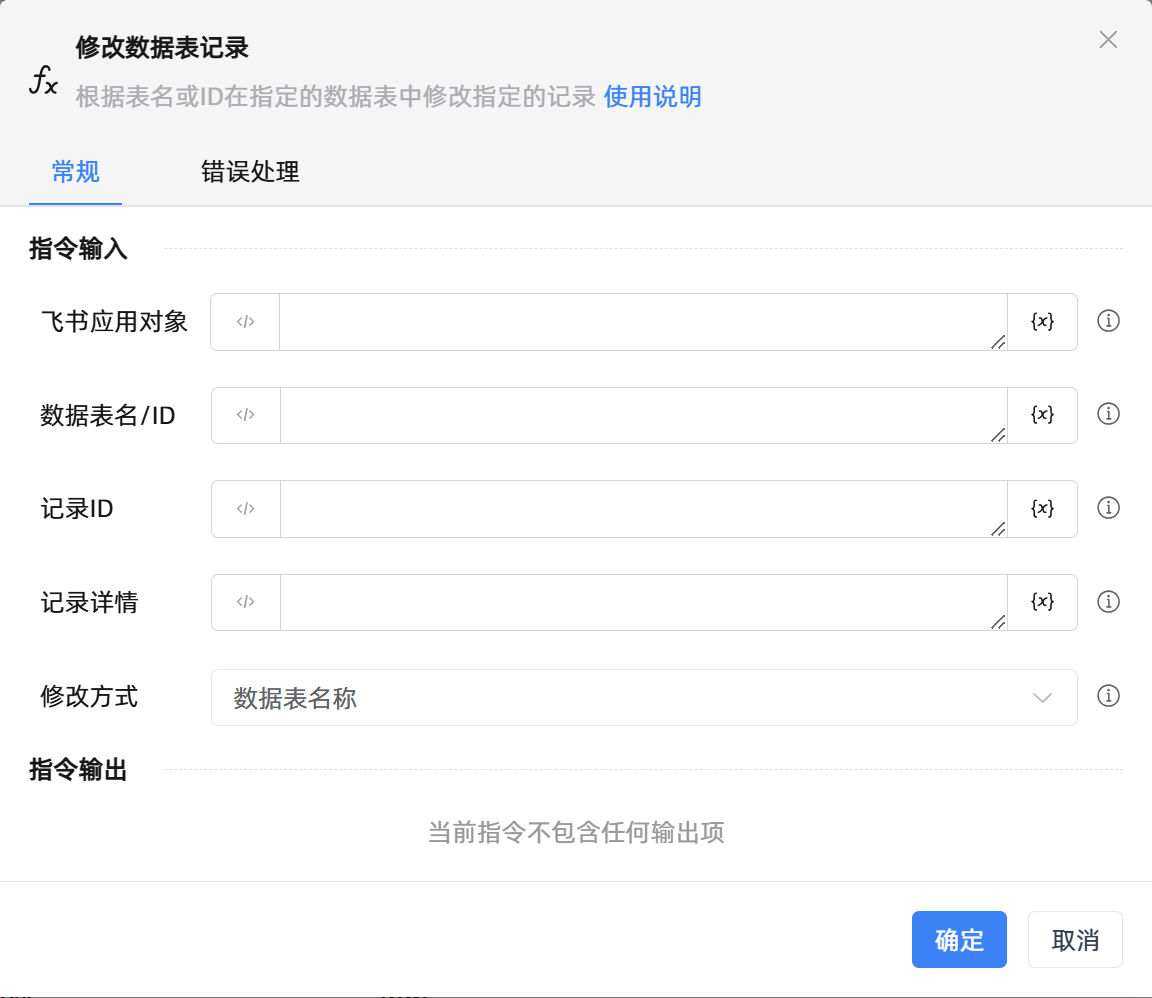 fx
修改数据表记录
根据表名或ID在指定的数据表中修改指定的记录 使用说明
常规 错误处理
指令输入
飞书应用对象 </> {x}
数据表名/ID </> {x}
记录ID </> {x}
记录详情 </> {x}
修改方式 数据表名称
指令输出
当前指令不包含任何输出项
确定 取消